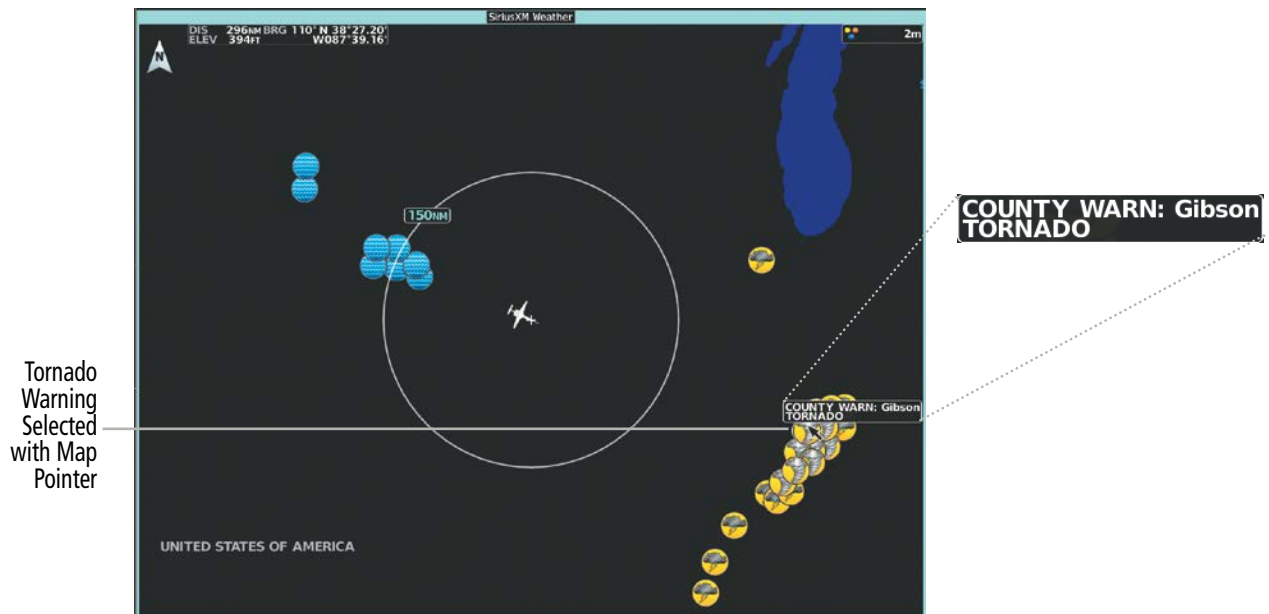 SiriusXM Weather
DIS 296NM BRG 110° N 38°27.20'
ELEV 394FT W087°39.16'
N
2m
150NM
COUNTY WARN: Gibson
TORNADO
COUNTY WARN: Gibson
TORNADO
Tornado
Warning
Selected
with Map
Pointer
UNITED STATES OF AMERICA